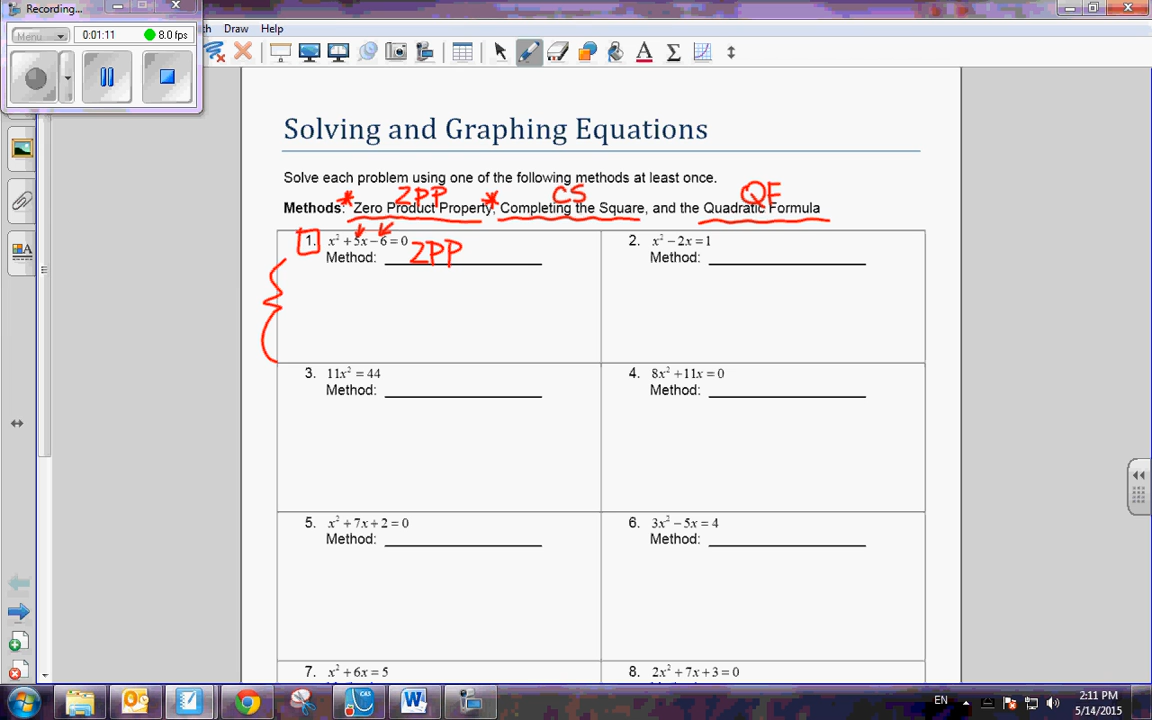 Recording...
Menu
0:01:11
8.0 fps
Draw Help
Solving and Graphing Equations
Solve each problem using one of the following methods at least once.
* ZPP * CS QF
Methods: Zero Product Property, Completing the Square, and the Quadratic Formula
1. x² + 5x − 6 = 0
Method: ZPP
2. x² − 2x = 1
Method:
3. 11x² = 44
Method:
4. 8x² + 11x = 0
Method:
5. x² + 7x + 2 = 0
Method:
6. 3x² − 5x = 4
Method:
7. x² + 6x = 5
8. 2x² + 7x + 3 = 0
EN
2:11 PM
5/14/2015